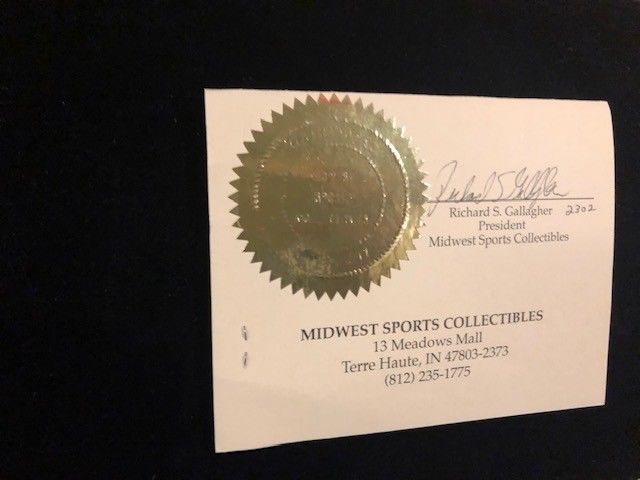 Richard S. Gallagher 2302
President
Midwest Sports Collectibles
MIDWEST SPORTS COLLECTIBLES
13 Meadows Mall
Terre Haute, IN 47803-2373
(812) 235-1775